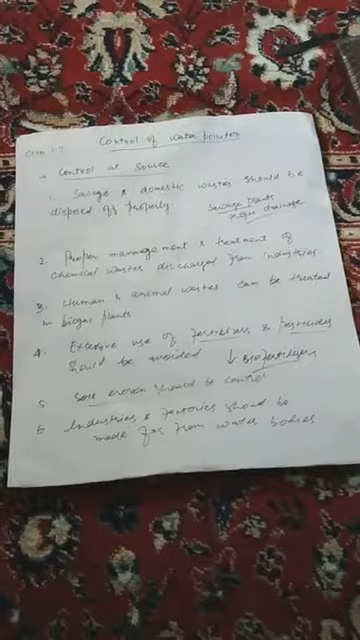 Control of water pollution
→ Control at Source
1. Sewage & domestic wastes should be
disposed off properly.
Sewage plants
drainage
2. Proper management & treatment of
chemical wastes discharged from industries
3. Human & animal wastes can be treated
in biogas plants
4. Excessive use of fertilizers & pesticides
should be avoided ↓ Biofertilizers
5 Soil erosion should be control
6 Industries & factories should be
made far from water bodies